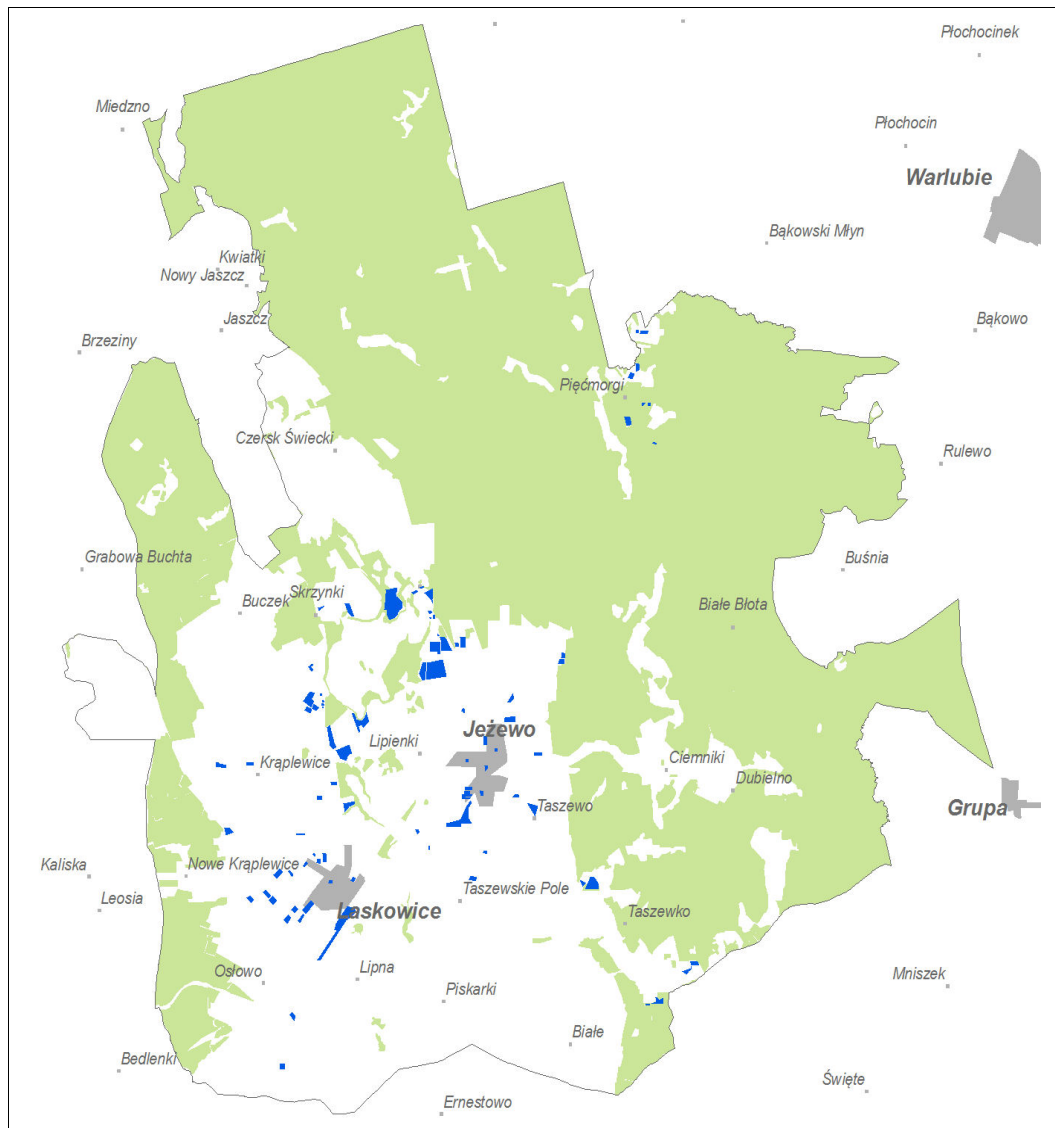 Płochocinek
Miedzno
Płochocin
Warlubie
Bąkowski Młyn
Kwiatki
Nowy Jaszcz
Jaszcz
Bąkowo
Brzeziny
Pięćmorgi
Czersk Świecki
Rulewo
Grabowa Buchta
Buśnia
Skrzynki
Buczek
Białe Błota
Jeżewo
Lipienki
Ciemniki
Krąplewice
Dubielno
Taszewo
Grupa
Kaliska
Nowe Krąplewice
Taszewskie Pole
Leosia
Laskowice
Taszewko
Osłowo
Lipna
Mniszek
Piskarki
Białe
Bedlenki
Święte
Ernestowo